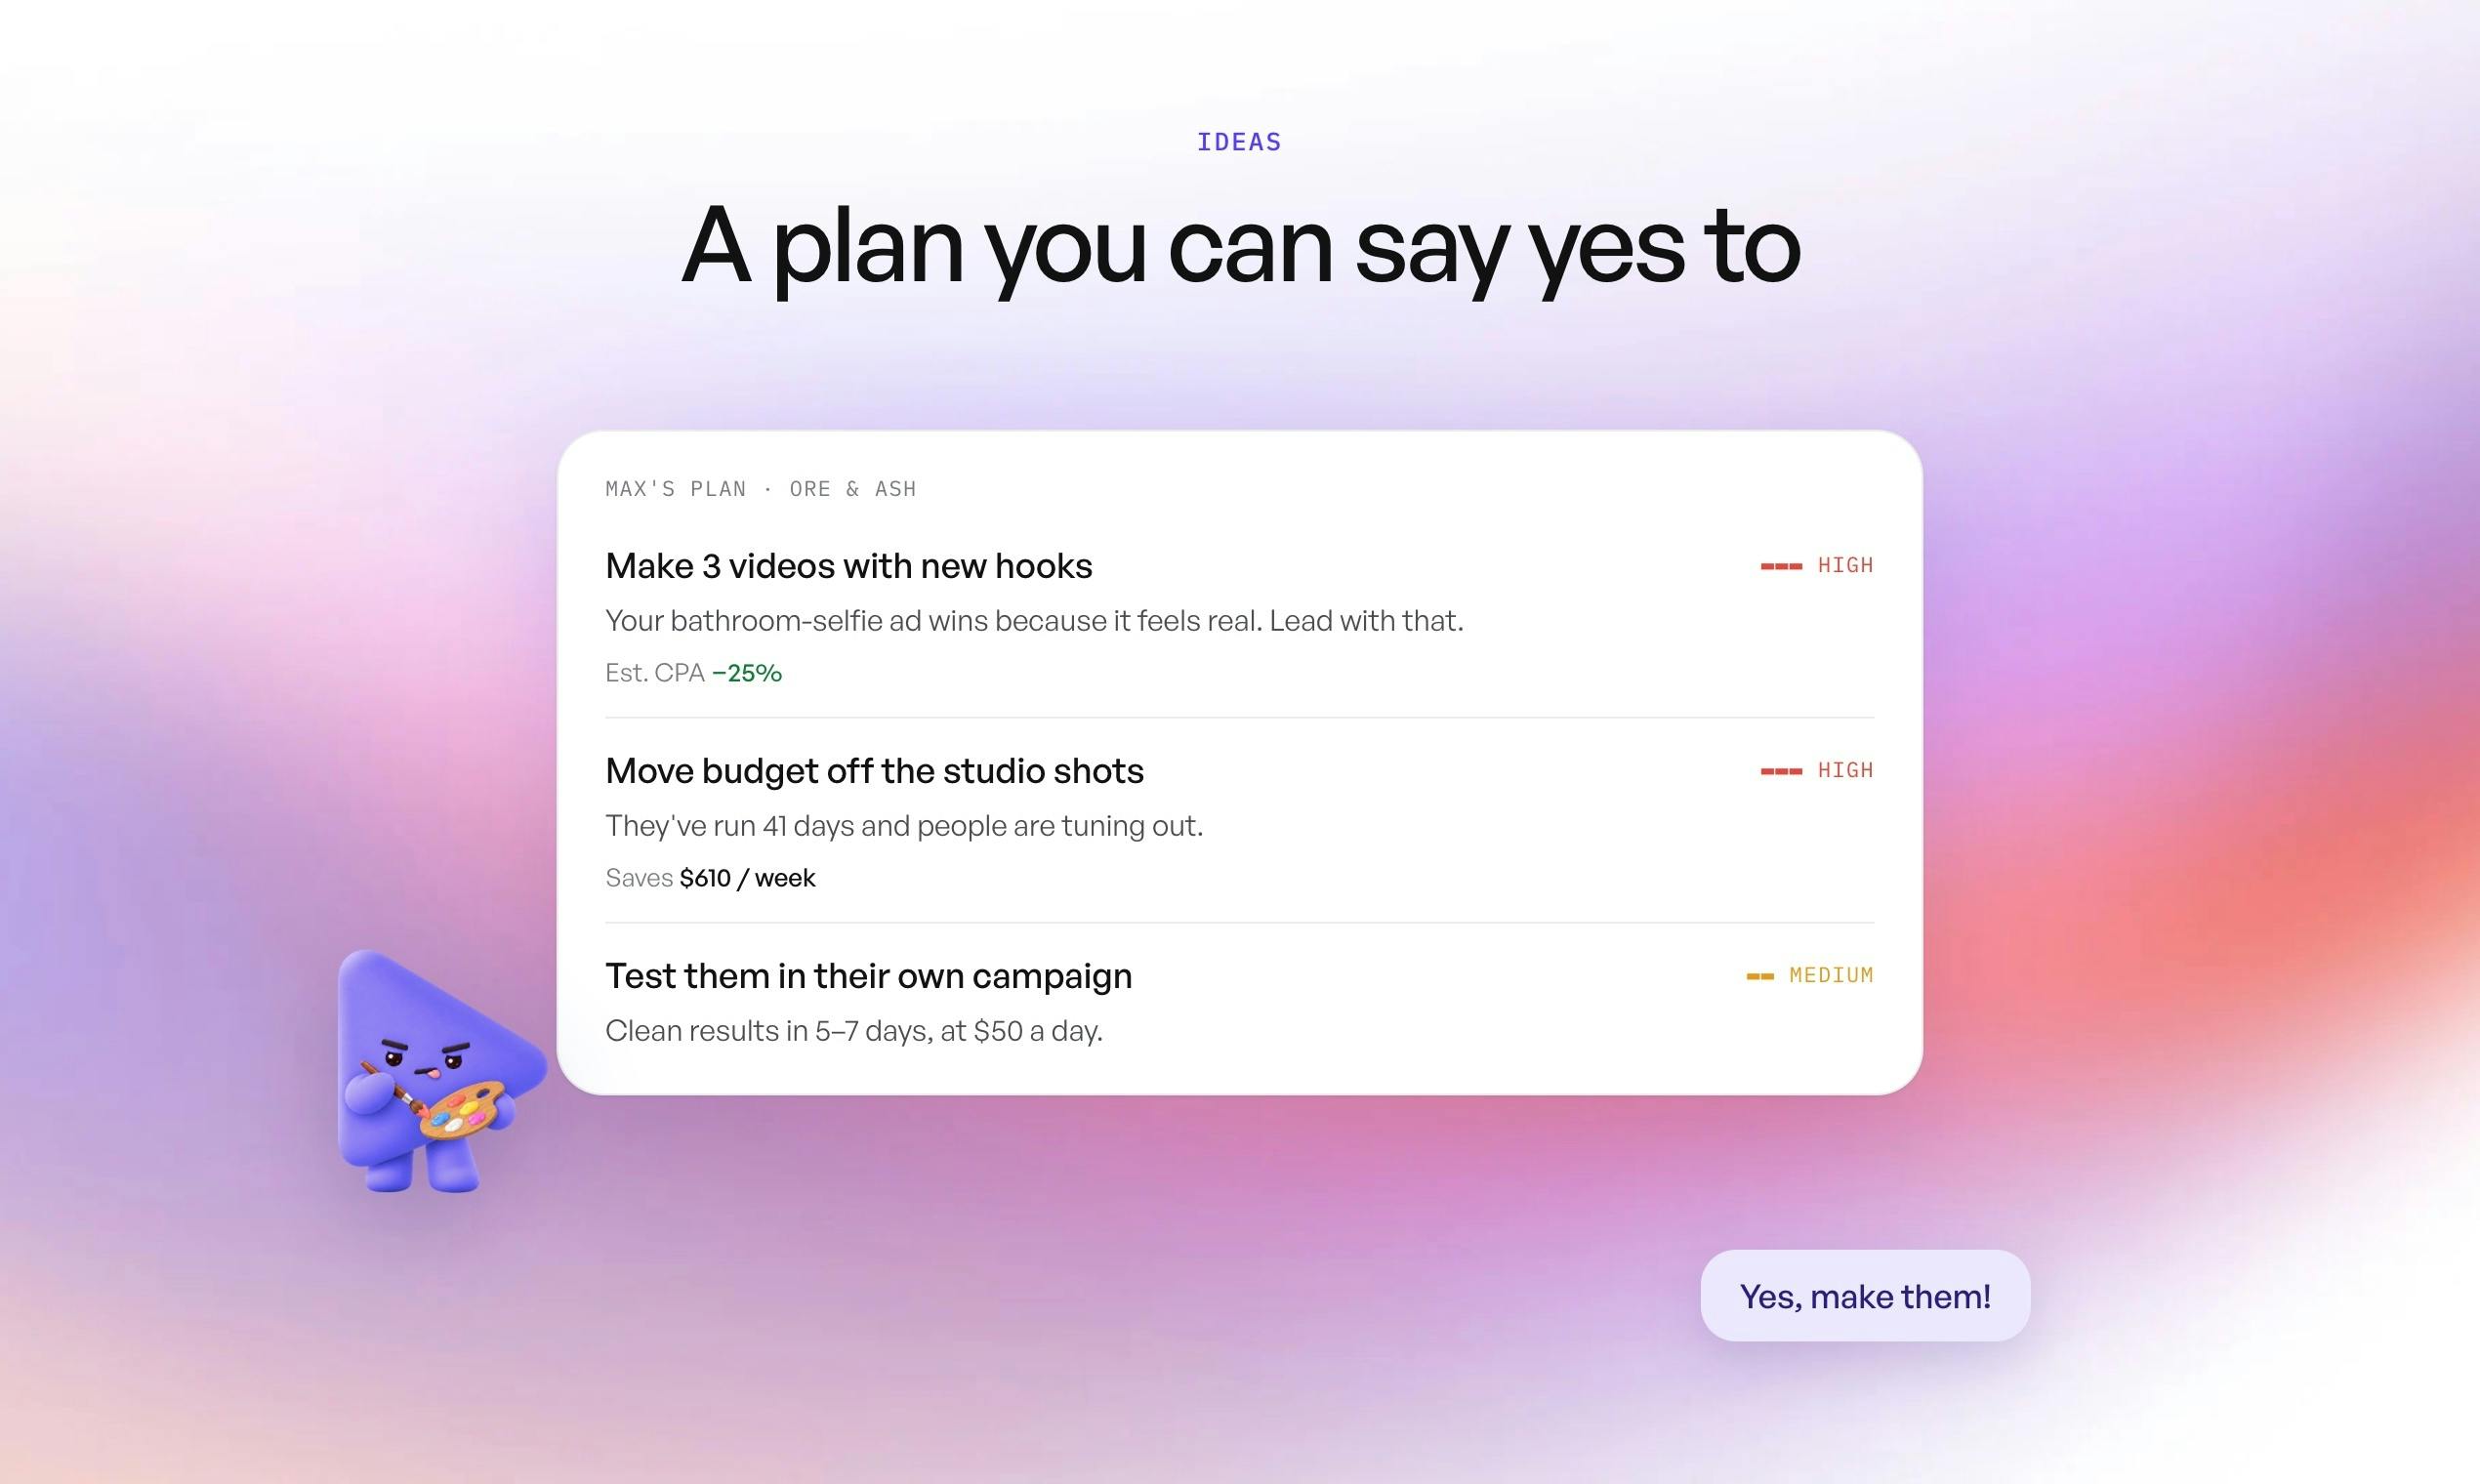 IDEAS
A plan you can say yes to
MAX'S PLAN · ORE & ASH
Make 3 videos with new hooks
HIGH
Your bathroom-selfie ad wins because it feels real. Lead with that.
Est. CPA −25%
Move budget off the studio shots
HIGH
They've run 41 days and people are tuning out.
Saves $610 / week
Test them in their own campaign
MEDIUM
Clean results in 5–7 days, at $50 a day.
Yes, make them!